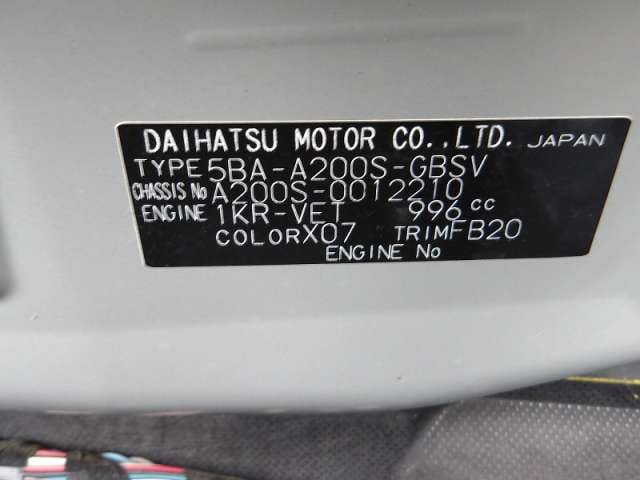 DAIHATSU MOTOR CO.,LTD. JAPAN
TYPE 5BA-A200S-GBSV
CHASSIS No A200S-0012210
ENGINE 1KR-VET 996 cc
COLOR X07 TRIM FB20
ENGINE No